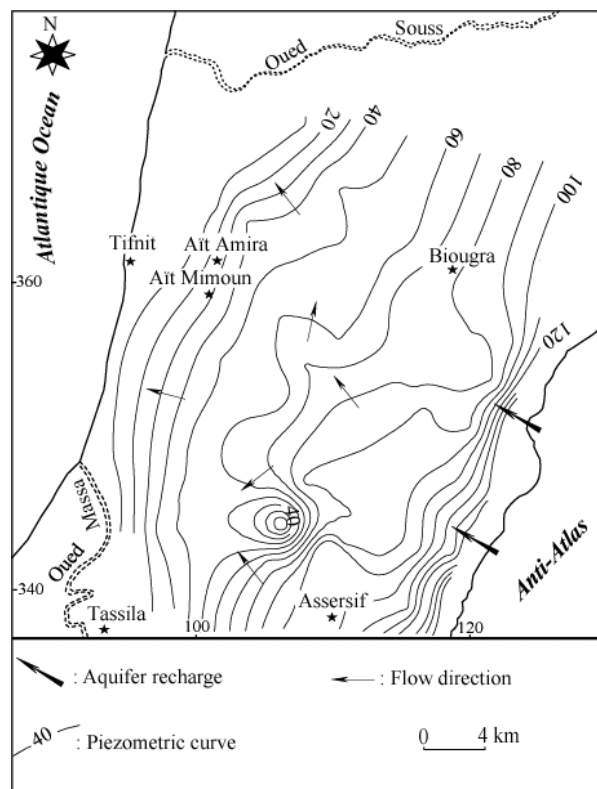 N
Souss
Oued
Atlantique Ocean
20
40
60
80
100
Tifnit
Aït Amira
Aït Mimoun
Biougra
360
120
40
Massa
Oued
Anti-Atlas
340
Tassila
100
Assersif
120
: Aquifer recharge
: Flow direction
40
: Piezometric curve
0 4 km